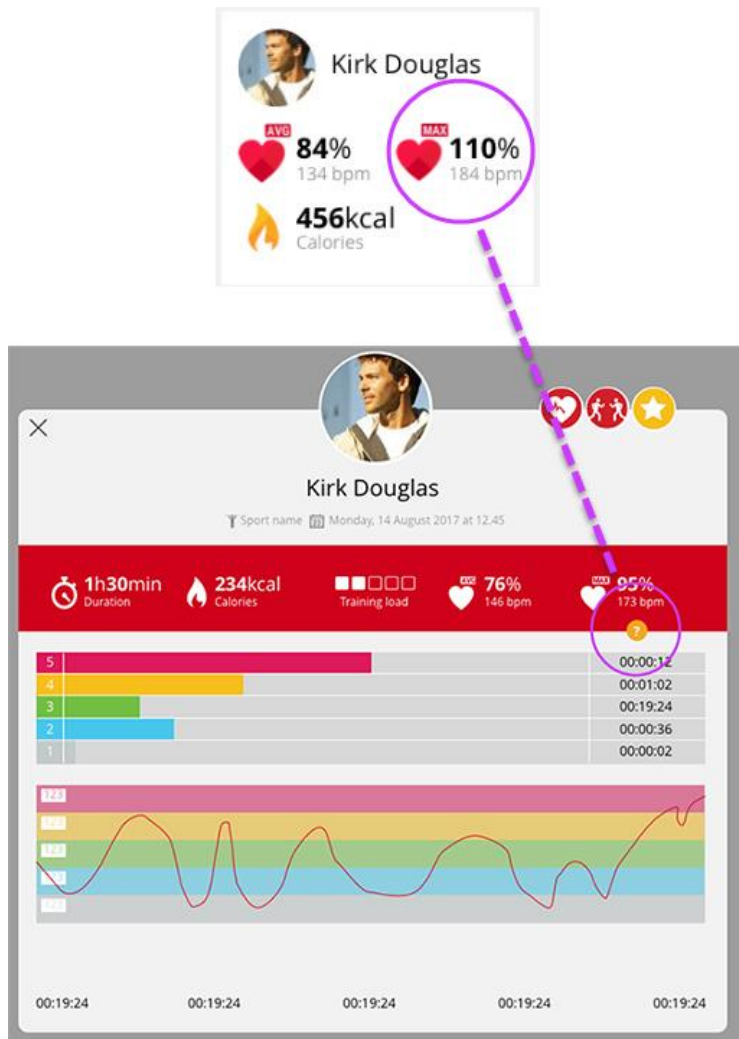 Kirk Douglas
AVG
84%
134 bpm
MAX
110%
184 bpm
456kcal
Calories
Kirk Douglas
Sport name Monday, 14 August 2017 at 12.45
1h30min
Duration
234kcal
Calories
Training load
AVG
76%
146 bpm
MAX
95%
173 bpm
?
5 00:00:12
4 00:01:02
3 00:19:24
2 00:00:36
1 00:00:02
123
123
123
123
123
00:19:24 00:19:24 00:19:24 00:19:24 00:19:24